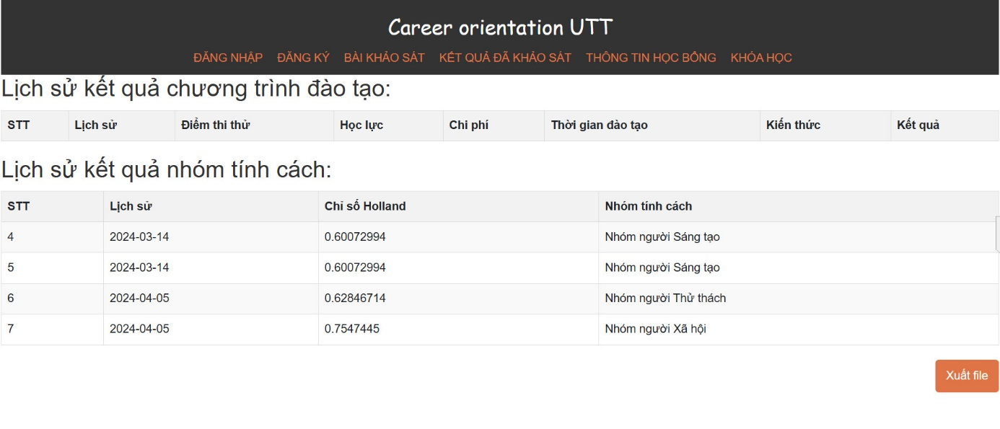 Career orientation UTT
ĐĂNG NHẬP ĐĂNG KÝ BÀI KHẢO SÁT KẾT QUẢ ĐÃ KHẢO SÁT THÔNG TIN HỌC BỔNG KHÓA HỌC
Lịch sử kết quả chương trình đào tạo:
STT Lịch sử Điểm thi thử Học lực Chi phí Thời gian đào tạo Kiến thức Kết quả
Lịch sử kết quả nhóm tính cách:
STT Lịch sử Chỉ số Holland Nhóm tính cách
4 2024-03-14 0.60072994 Nhóm người Sáng tạo
5 2024-03-14 0.60072994 Nhóm người Sáng tạo
6 2024-04-05 0.62846714 Nhóm người Thử thách
7 2024-04-05 0.7547445 Nhóm người Xã hội
Xuất file